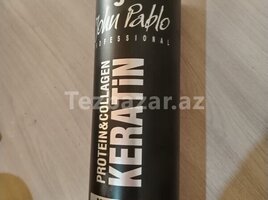 John Pablo
PROFESSIONAL
PROTEIN&COLLAGEN
KERATiN
Tezbazar.az